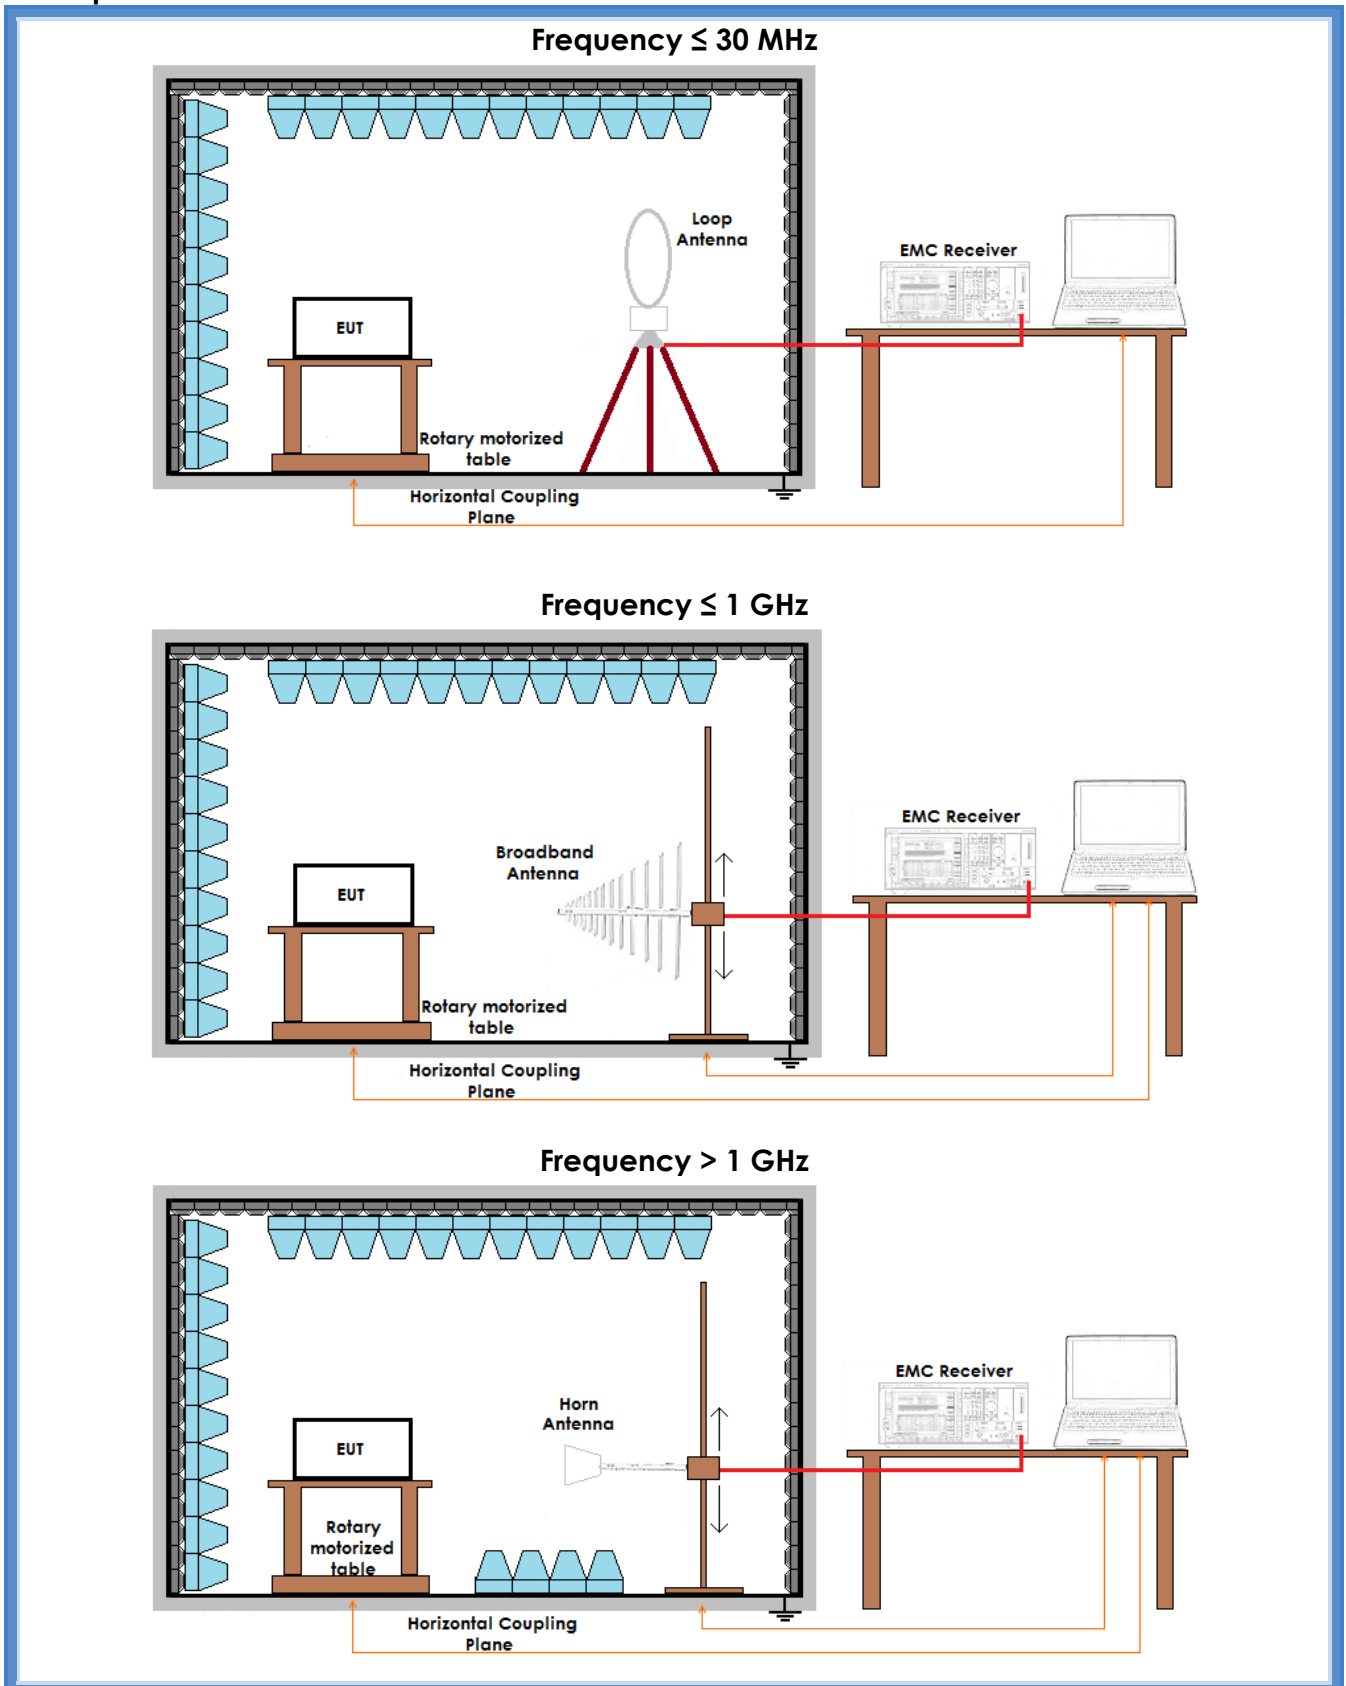 Frequency ≤ 30 MHz
Loop
Antenna
EMC Receiver
EUT
Rotary motorized
table
Horizontal Coupling
Plane
Frequency ≤ 1 GHz
EMC Receiver
Broadband
Antenna
EUT
Rotary motorized
table
Horizontal Coupling
Plane
Frequency > 1 GHz
EMC Receiver
Horn
Antenna
EUT
Rotary
motorized
table
Horizontal Coupling
Plane